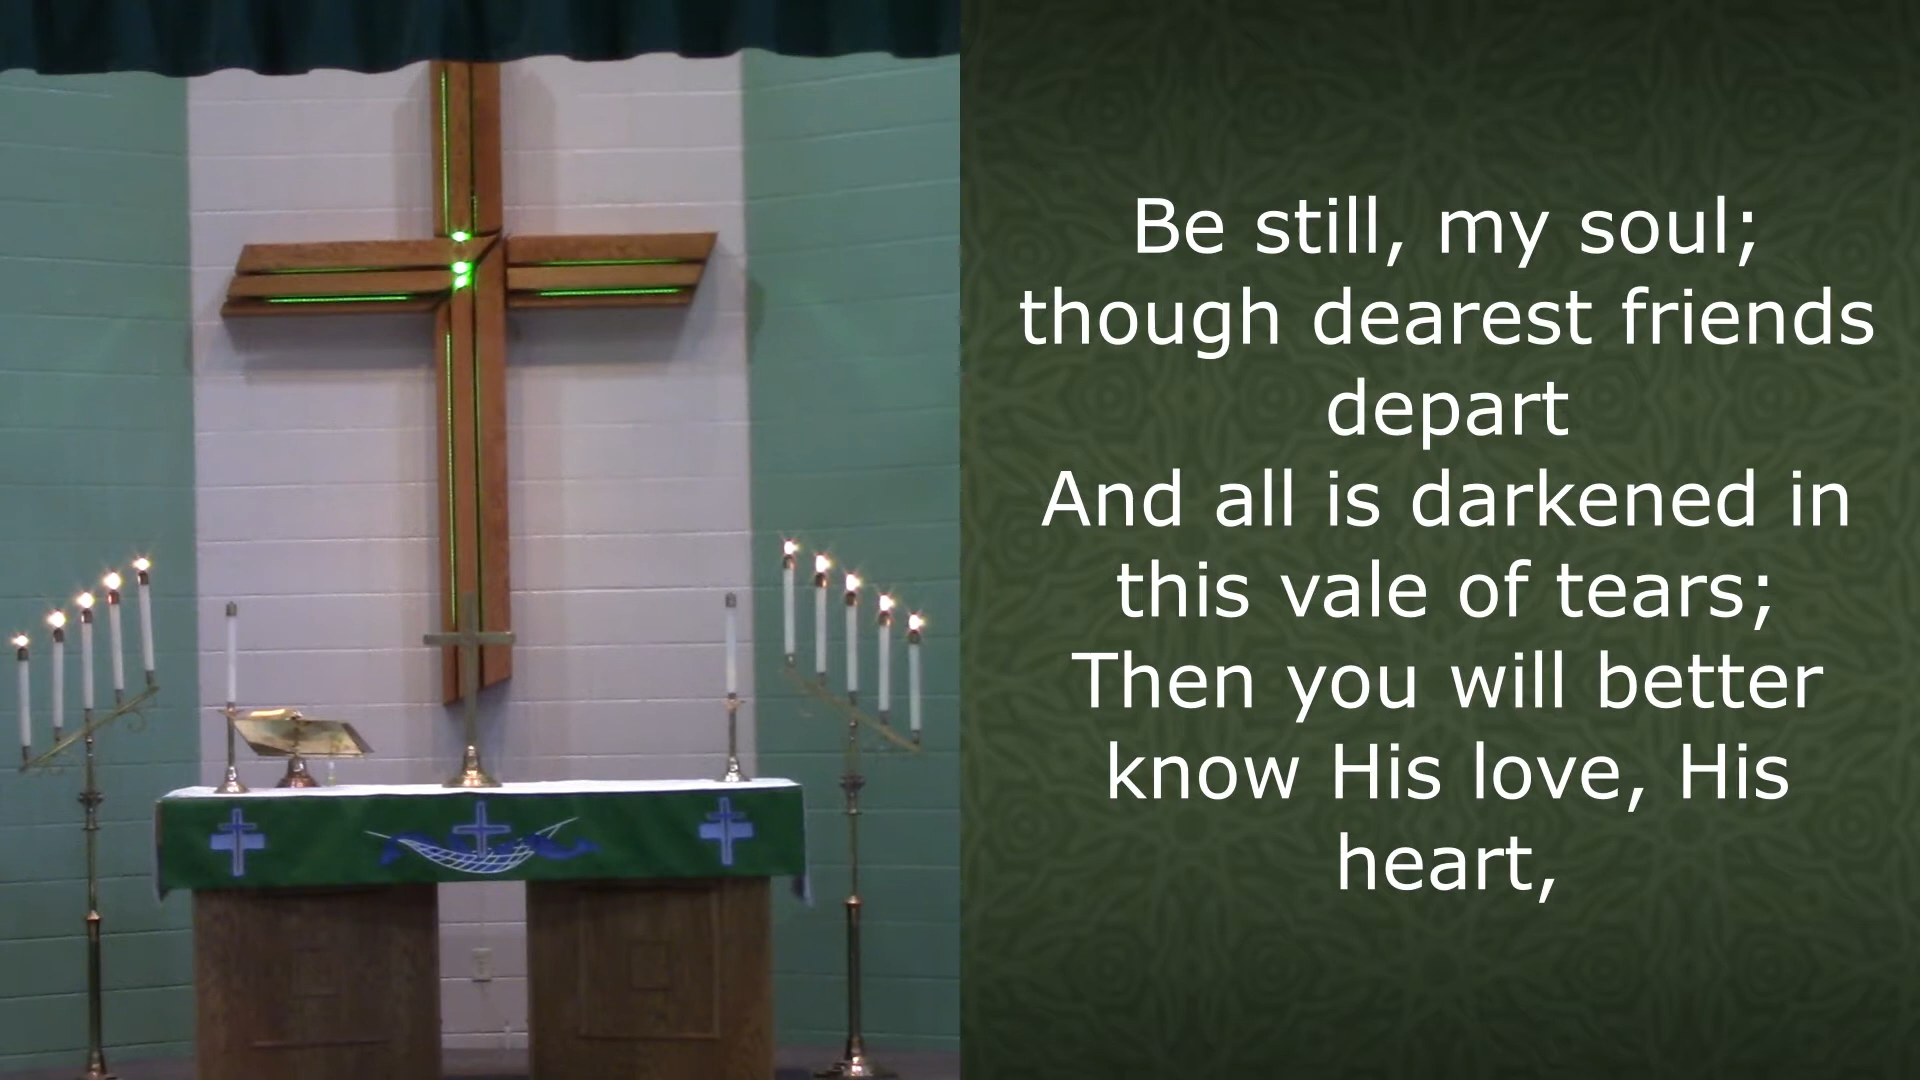 Be still, my soul;
though dearest friends
depart
And all is darkened in
this vale of tears;
Then you will better
know His love, His
heart,